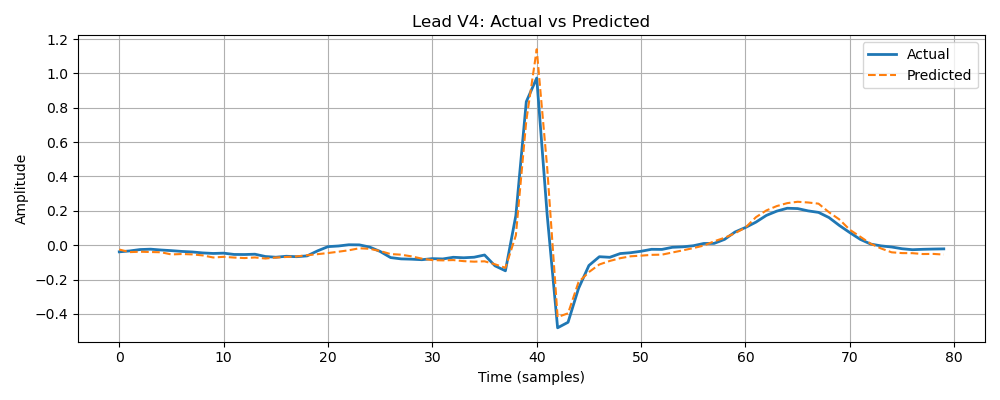 Lead V4: Actual vs Predicted
Actual
Predicted
Amplitude
1.2
1.0
0.8
0.6
0.4
0.2
0.0
−0.2
−0.4
0 10 20 30 40 50 60 70 80
Time (samples)